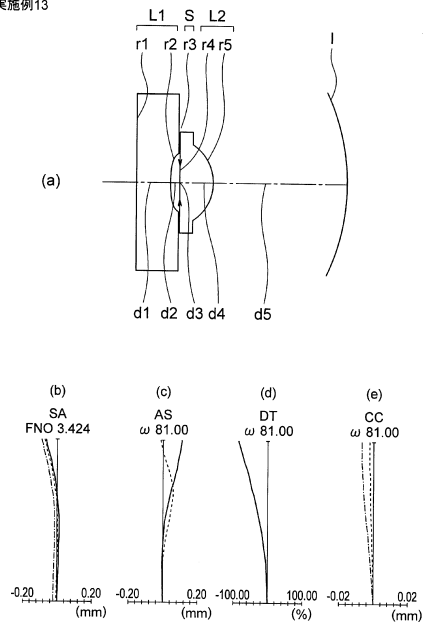 実施例13
L1 S L2
r1 r2 r3 r4 r5 I
(a)
d1 d2 d3 d4 d5
(b) (c) (d) (e)
SA AS DT CC
FNO 3.424 ω 81.00 ω 81.00 ω 81.00
-0.20 0.20 -0.20 0.20 -100.00 100.00 -0.02 0.02
(mm) (mm) (%) (mm)